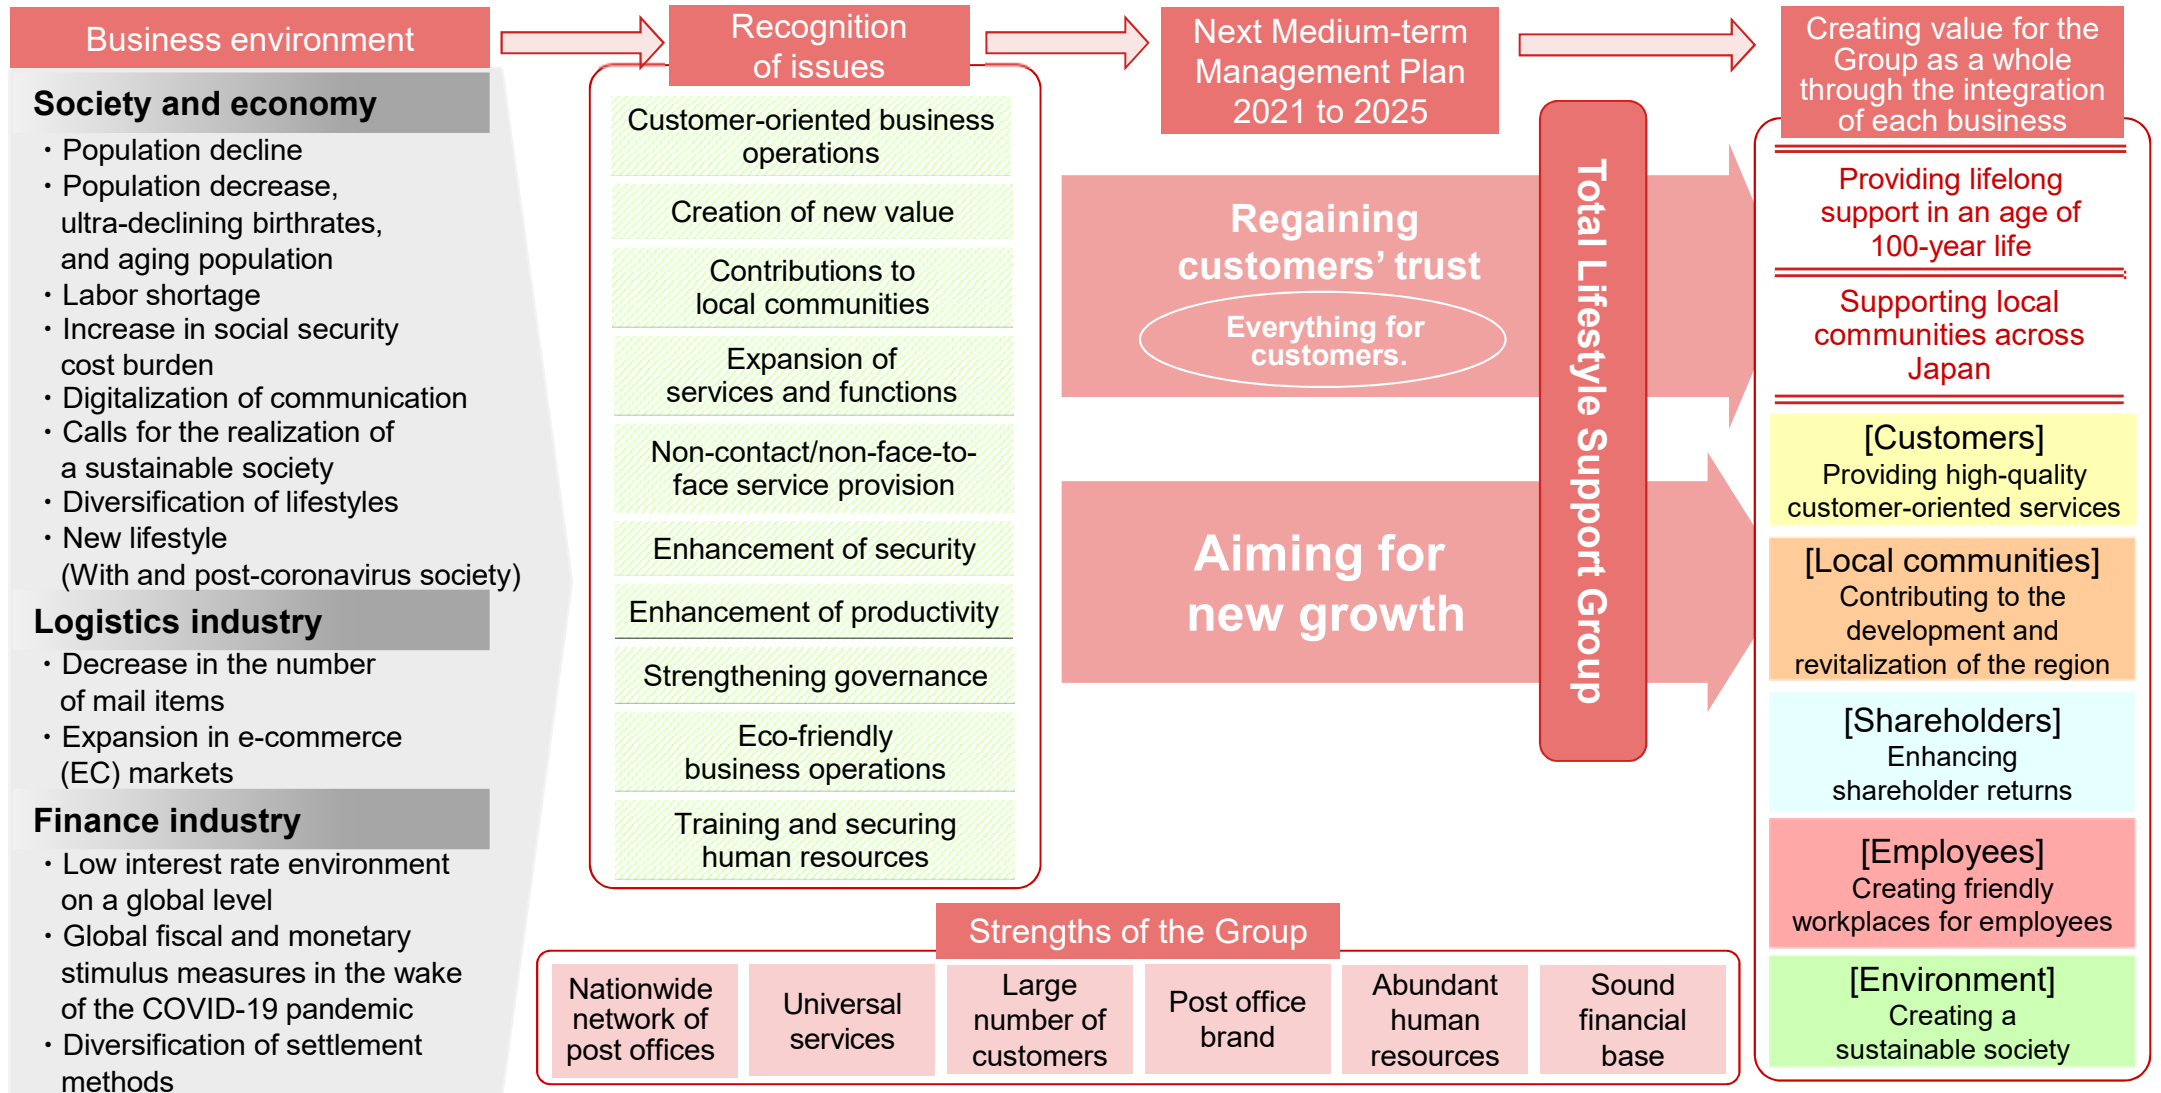 Business environment
Society and economy
・Population decline
・Population decrease,
ultra-declining birthrates,
and aging population
・Labor shortage
・Increase in social security
cost burden
・Digitalization of communication
・Calls for the realization of
a sustainable society
・Diversification of lifestyles
・New lifestyle
(With and post-coronavirus society)
Logistics industry
・Decrease in the number
of mail items
・Expansion in e-commerce
(EC) markets
Finance industry
・Low interest rate environment
on a global level
・Global fiscal and monetary
stimulus measures in the wake
of the COVID-19 pandemic
・Diversification of settlement
methods
Recognition
of issues
Customer-oriented business
operations
Creation of new value
Contributions to
local communities
Expansion of
services and functions
Non-contact/non-face-to-
face service provision
Enhancement of security
Enhancement of productivity
Strengthening governance
Eco-friendly
business operations
Training and securing
human resources
Next Medium-term
Management Plan
2021 to 2025
Regaining
customers’ trust
Everything for
customers.
Aiming for
new growth
Total Lifestyle Support Group
Strengths of the Group
Nationwide
network of
post offices
Universal
services
Large
number of
customers
Post office
brand
Abundant
human
resources
Sound
financial
base
Creating value for the
Group as a whole
through the integration
of each business
Providing lifelong
support in an age of
100-year life
Supporting local
communities across
Japan
[Customers]
Providing high-quality
customer-oriented services
[Local communities]
Contributing to the
development and
revitalization of the region
[Shareholders]
Enhancing
shareholder returns
[Employees]
Creating friendly
workplaces for employees
[Environment]
Creating a
sustainable society